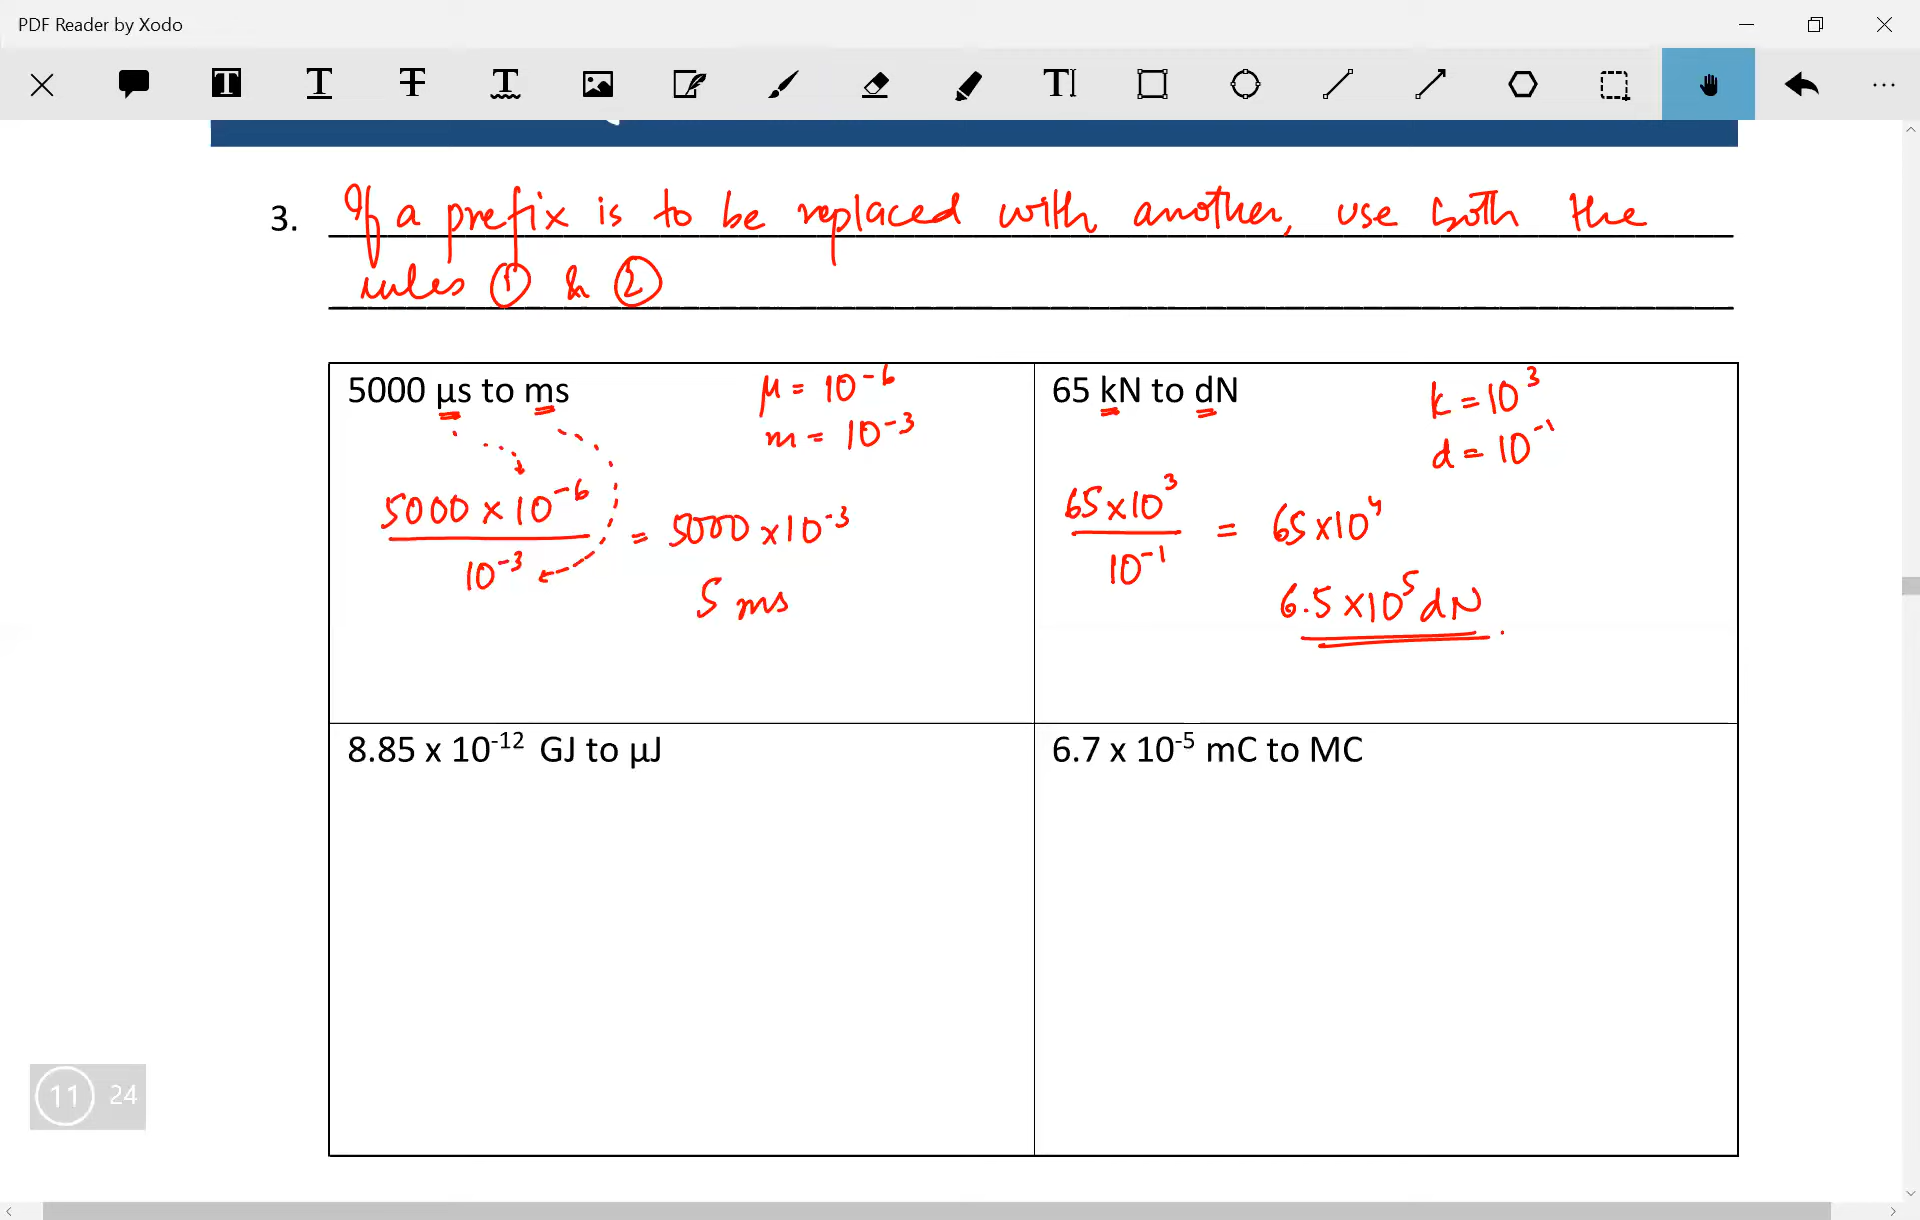 PDF Reader by Xodo
3. If a prefix is to be replaced with another, use both the
rules ① & ②
5000 µs to ms
µ = 10⁻⁶
m = 10⁻³
5000 × 10⁻⁶
10⁻³
= 5000 × 10⁻³
5 ms
65 kN to dN
k = 10³
d = 10⁻¹
65 × 10³
10⁻¹
= 65 × 10⁴
6.5 × 10⁵ dN
8.85 x 10⁻¹² GJ to µJ
6.7 x 10⁻⁵ mC to MC
11 24